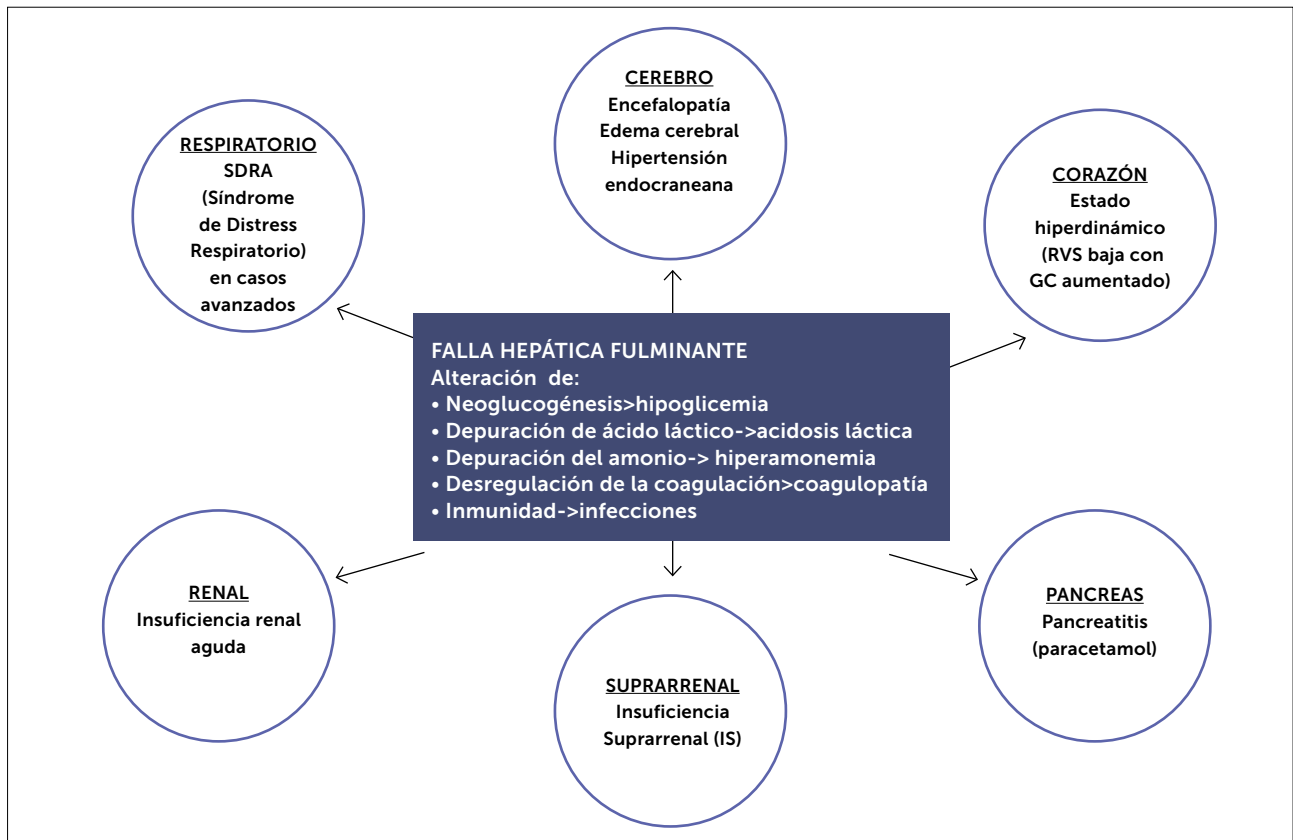 CEREBRO
Encefalopatía
Edema cerebral
Hipertensión
endocraneana
RESPIRATORIO
SDRA
(Síndrome
de Distress
Respiratorio)
en casos
avanzados
CORAZÓN
Estado
hiperdinámico
(RVS baja con
GC aumentado)
FALLA HEPÁTICA FULMINANTE
Alteración de:
• Neoglucogénesis>hipoglicemia
• Depuración de ácido láctico->acidosis láctica
• Depuración del amonio-> hiperamonemia
• Desregulación de la coagulación>coagulopatía
• Inmunidad->infecciones
RENAL
Insuficiencia renal
aguda
SUPRARRENAL
Insuficiencia
Suprarrenal (IS)
PANCREAS
Pancreatitis
(paracetamol)